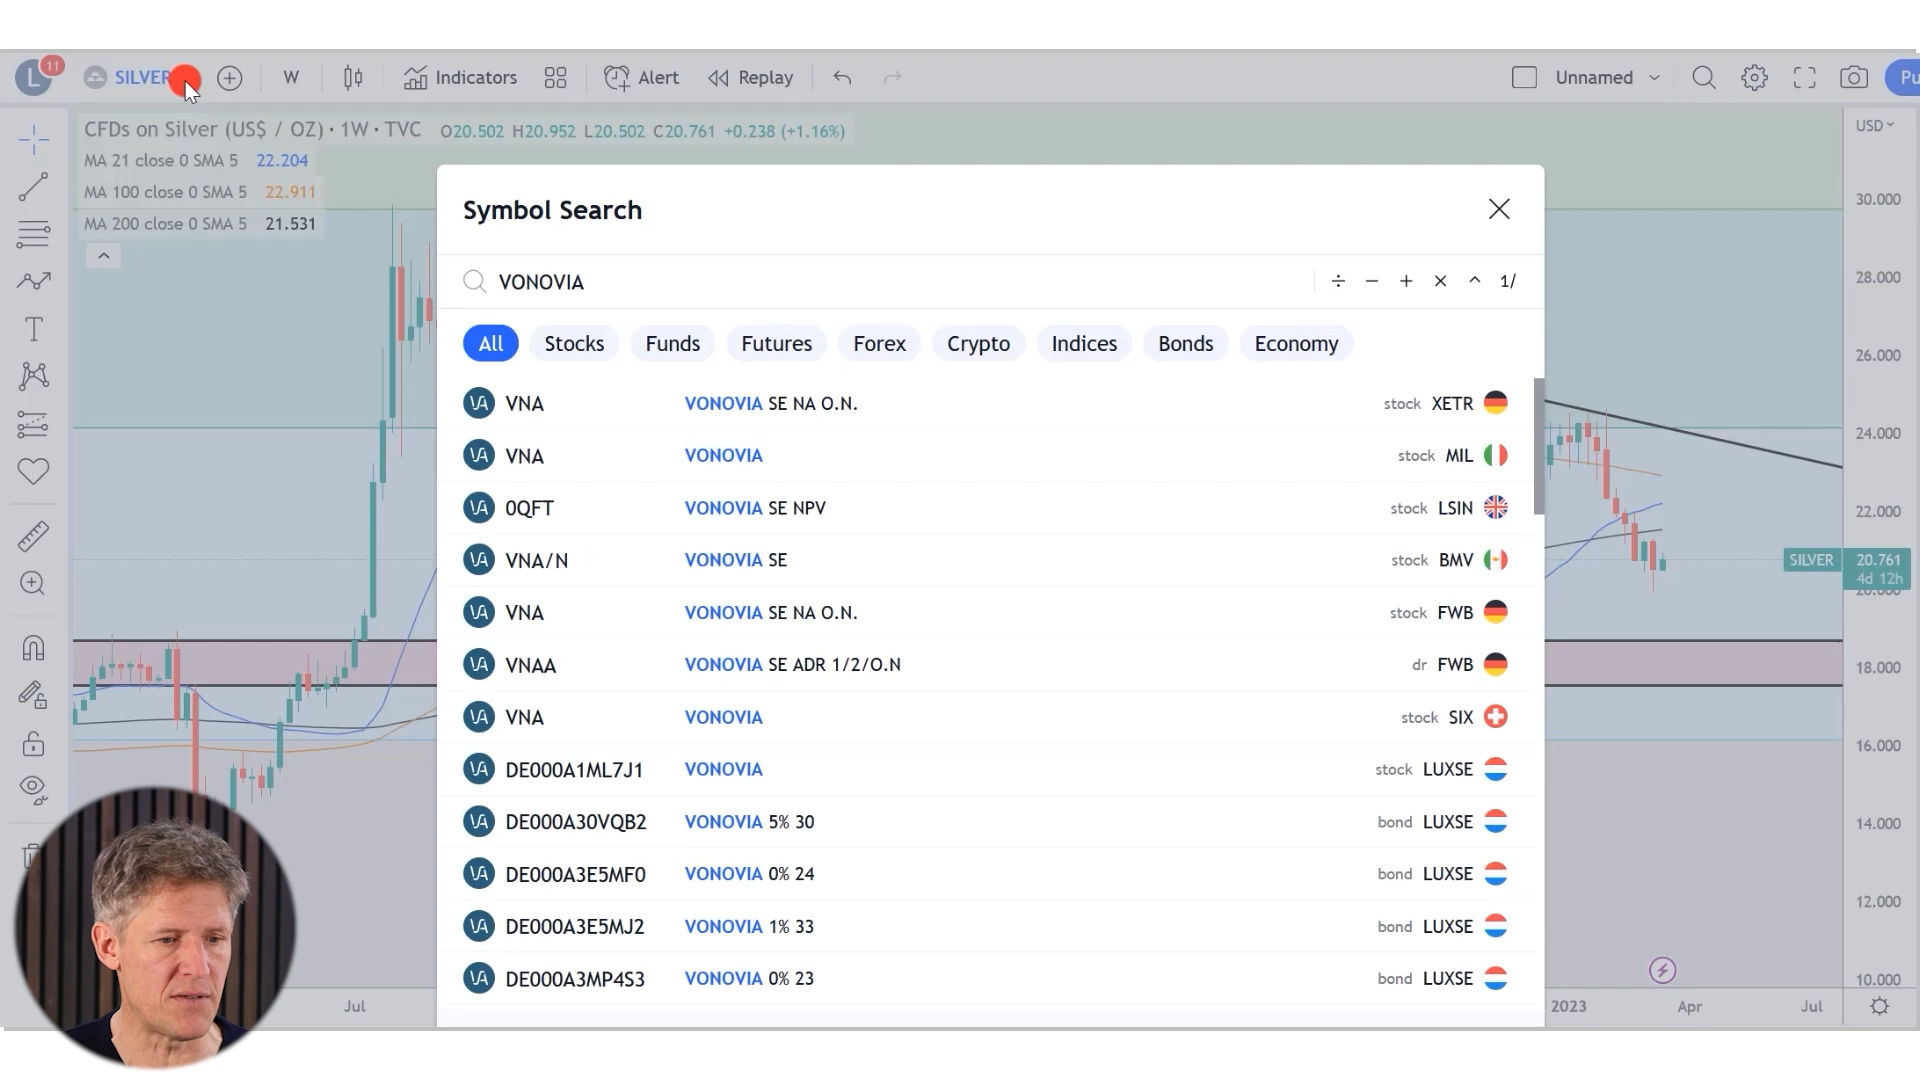 L 11 SILVER W Indicators Alert Replay Unnamed Pu
CFDs on Silver (US$ / OZ) · 1W · TVC O20.502 H20.952 L20.502 C20.761 +0.238 (+1.16%) USD
MA 21 close 0 SMA 5 22.204
MA 100 close 0 SMA 5 22.911
MA 200 close 0 SMA 5 21.531
Symbol Search
VONOVIA ÷ − + × ^ 1/
All Stocks Funds Futures Forex Crypto Indices Bonds Economy
VNA VONOVIA SE NA O.N. stock XETR
VNA VONOVIA stock MIL
0QFT VONOVIA SE NPV stock LSIN
VNA/N VONOVIA SE stock BMV
VNA VONOVIA SE NA O.N. stock FWB
VNAA VONOVIA SE ADR 1/2/O.N dr FWB
VNA VONOVIA stock SIX
DE000A1ML7J1 VONOVIA stock LUXSE
DE000A30VQB2 VONOVIA 5% 30 bond LUXSE
DE000A3E5MF0 VONOVIA 0% 24 bond LUXSE
DE000A3E5MJ2 VONOVIA 1% 33 bond LUXSE
DE000A3MP4S3 VONOVIA 0% 23 bond LUXSE
30.000
28.000
26.000
24.000
22.000
SILVER 20.761
4d 12h
20.000
18.000
16.000
14.000
12.000
10.000
Jul 2023 Apr Jul